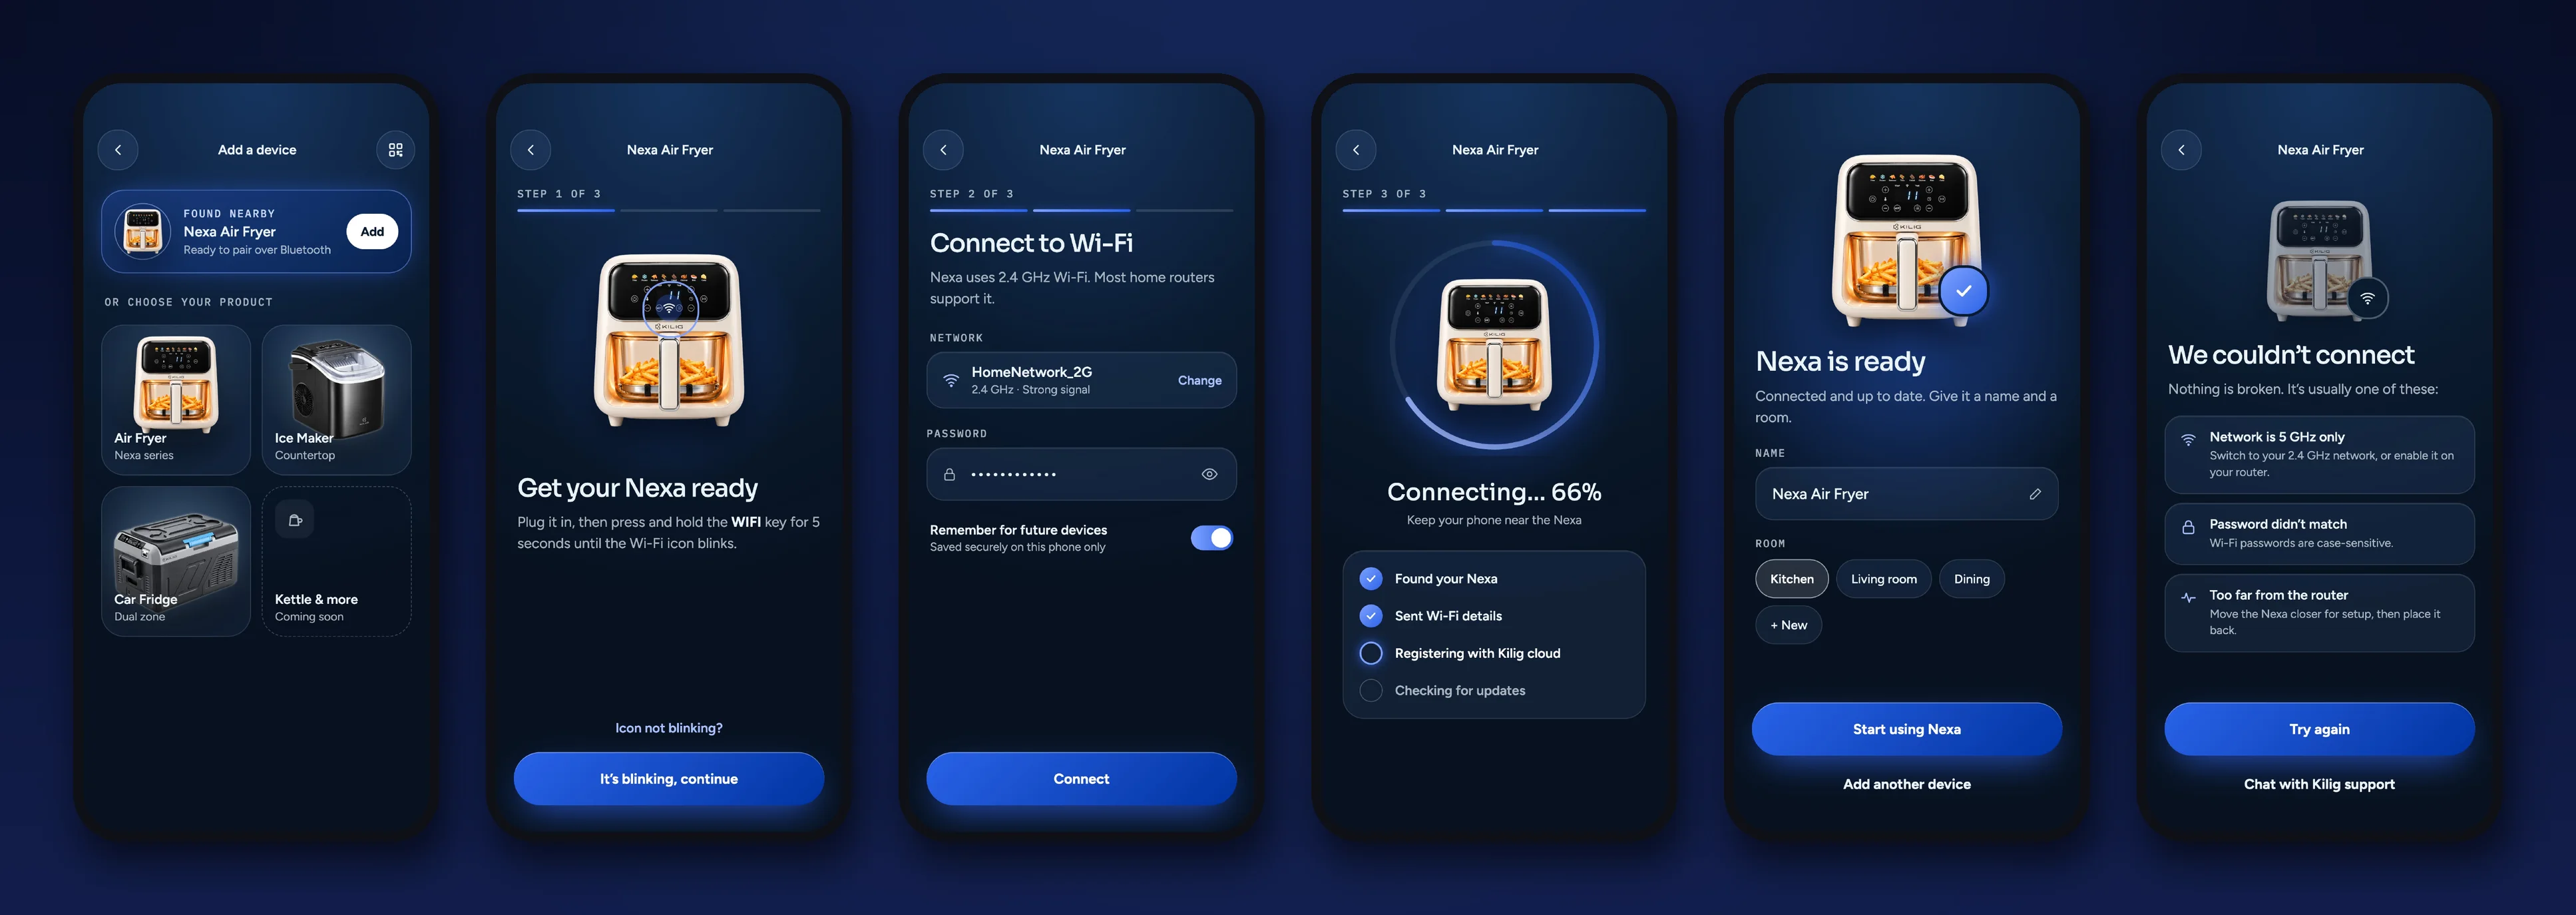 Add a device
FOUND NEARBY
Nexa Air Fryer
Ready to pair over Bluetooth
Add
OR CHOOSE YOUR PRODUCT
Air Fryer
Nexa series
Ice Maker
Countertop
Car Fridge
Dual zone
Kettle & more
Coming soon
Nexa Air Fryer
STEP 1 OF 3
KILIG
Get your Nexa ready
Plug it in, then press and hold the WIFI key for 5
seconds until the Wi-Fi icon blinks.
Icon not blinking?
It's blinking, continue
Nexa Air Fryer
STEP 2 OF 3
Connect to Wi-Fi
Nexa uses 2.4 GHz Wi-Fi. Most home routers
support it.
NETWORK
HomeNetwork_2G
2.4 GHz · Strong signal
Change
PASSWORD
••••••••••••
Remember for future devices
Saved securely on this phone only
Connect
Nexa Air Fryer
STEP 3 OF 3
KILIG
Connecting... 66%
Keep your phone near the Nexa
Found your Nexa
Sent Wi-Fi details
Registering with Kilig cloud
Checking for updates
KILIG
Nexa is ready
Connected and up to date. Give it a name and a
room.
NAME
Nexa Air Fryer
ROOM
Kitchen
Living room
Dining
+ New
Start using Nexa
Add another device
Nexa Air Fryer
KILIG
We couldn't connect
Nothing is broken. It's usually one of these:
Network is 5 GHz only
Switch to your 2.4 GHz network, or enable it on
your router.
Password didn't match
Wi-Fi passwords are case-sensitive.
Too far from the router
Move the Nexa closer for setup, then place it
back.
Try again
Chat with Kilig support